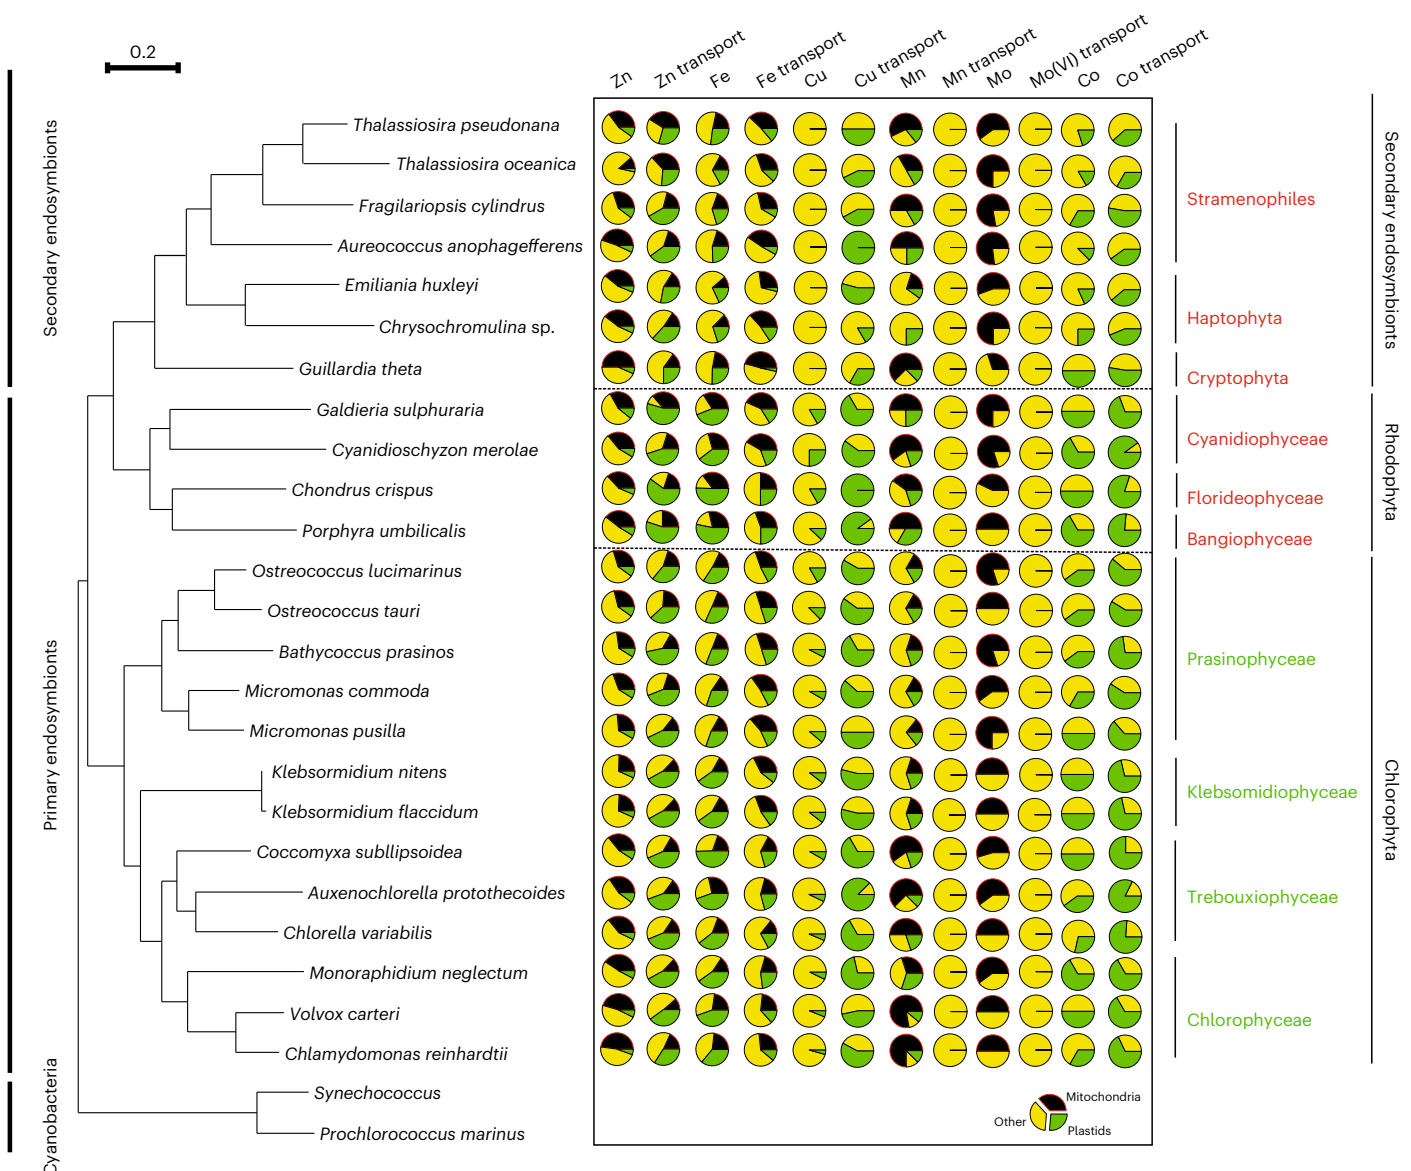 0.2
Zn
Zn transport
Fe
Fe transport
Cu
Cu transport
Mn
Mn transport
Mo
Mo(VI) transport
Co
Co transport
Secondary endosymbionts
Primary endosymbionts
Cyanobacteria
Thalassiosira pseudonana
Thalassiosira oceanica
Fragilariopsis cylindrus
Aureococcus anophagefferens
Emiliania huxleyi
Chrysochromulina sp.
Guillardia theta
Galdieria sulphuraria
Cyanidioschyzon merolae
Chondrus crispus
Porphyra umbilicalis
Ostreococcus lucimarinus
Ostreococcus tauri
Bathycoccus prasinos
Micromonas commoda
Micromonas pusilla
Klebsormidium nitens
Klebsormidium flaccidum
Coccomyxa subllipsoidea
Auxenochlorella protothecoides
Chlorella variabilis
Monoraphidium neglectum
Volvox carteri
Chlamydomonas reinhardtii
Synechococcus
Prochlorococcus marinus
Mitochondria
Other
Plastids
Stramenophiles
Haptophyta
Cryptophyta
Cyanidiophyceae
Florideophyceae
Bangiophyceae
Prasinophyceae
Klebsomidiophyceae
Trebouxiophyceae
Chlorophyceae
Secondary endosymbionts
Rhodophyta
Chlorophyta